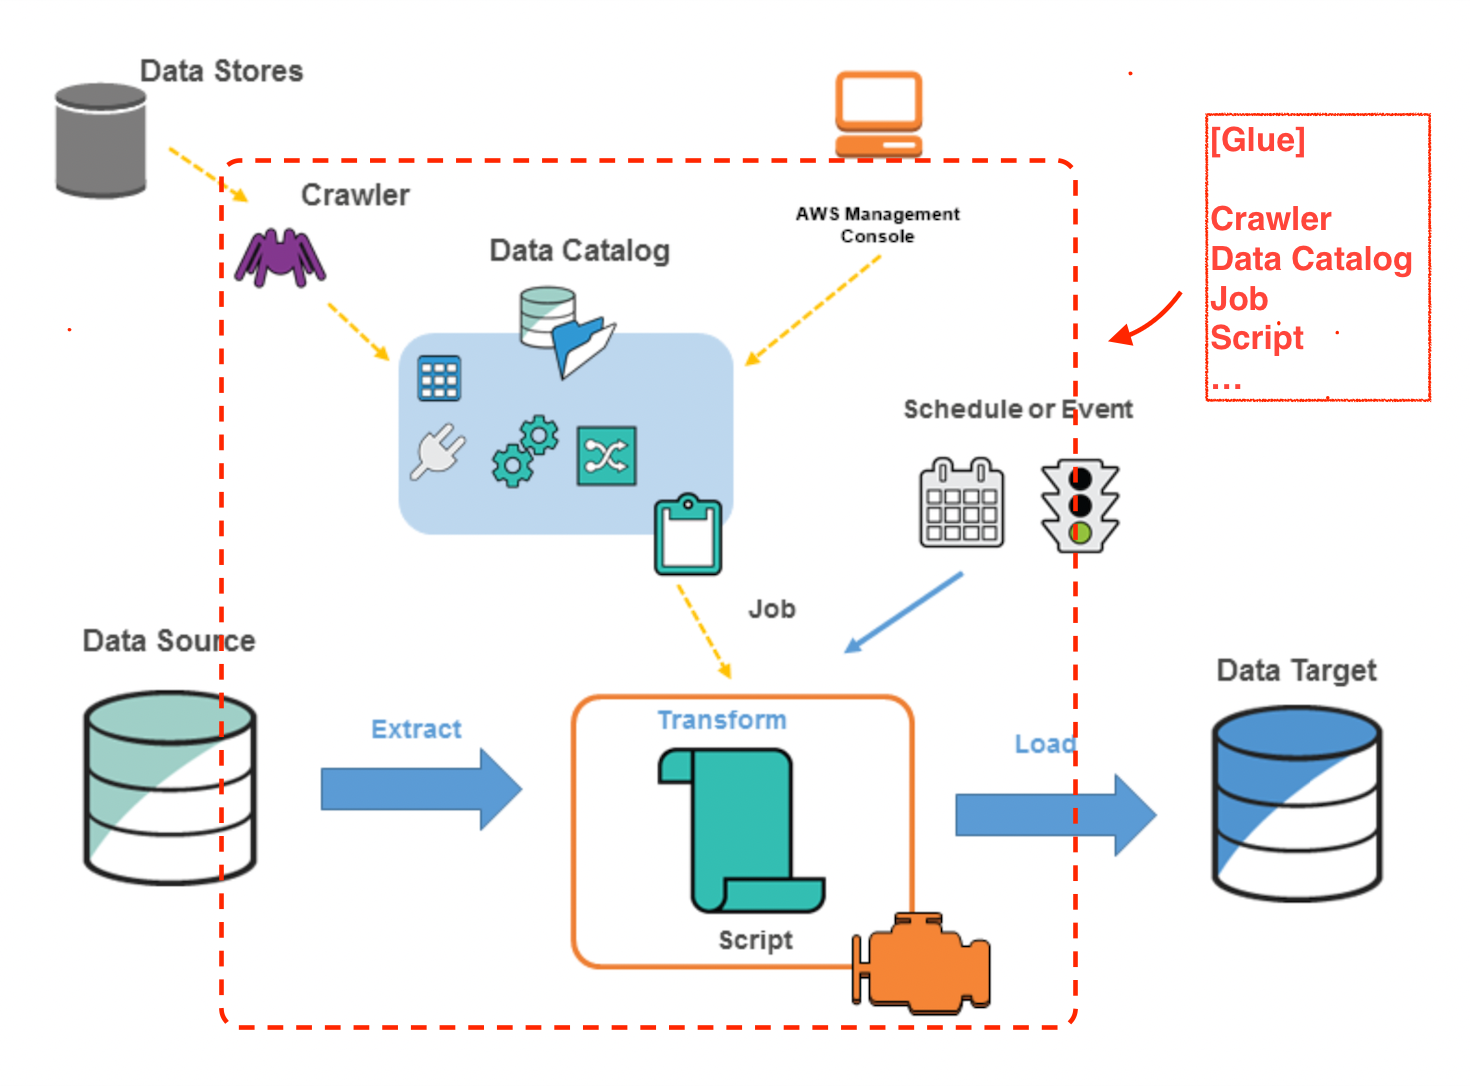 Data Stores
Crawler
Data Catalog
AWS Management
Console
[Glue]
Crawler
Data Catalog
Job
Script
...
Schedule or Event
Job
Data Source
Extract
Transform
Script
Load
Data Target